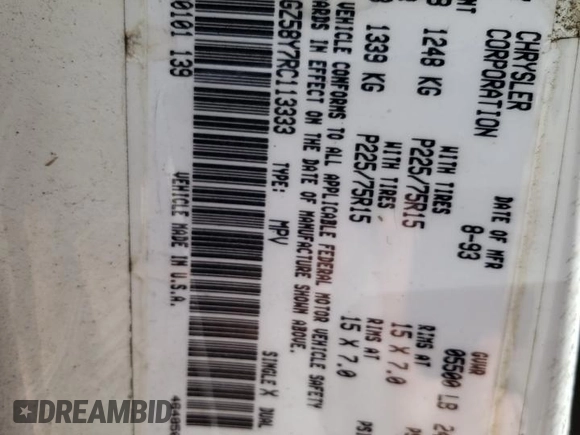 CHRYSLER
CORPORATION DATE OF MFR GVWR
8-93 05500 LB
WITH TIRES RIMS AT
1248 KG P225/75R15 15 X 7.0
WITH TIRES RIMS AT
1339 KG P225/75R15 15 X 7.0
VEHICLE CONFORMS TO ALL APPLICABLE FEDERAL MOTOR VEHICLE SAFETY
ARDS IN EFFECT ON THE DATE OF MANUFACTURE SHOWN ABOVE.
GZ58Y7RC113333 TYPE: MPV SINGLE X DUAL
0101 139 VEHICLE MADE IN U.S.A.
DREAMBID